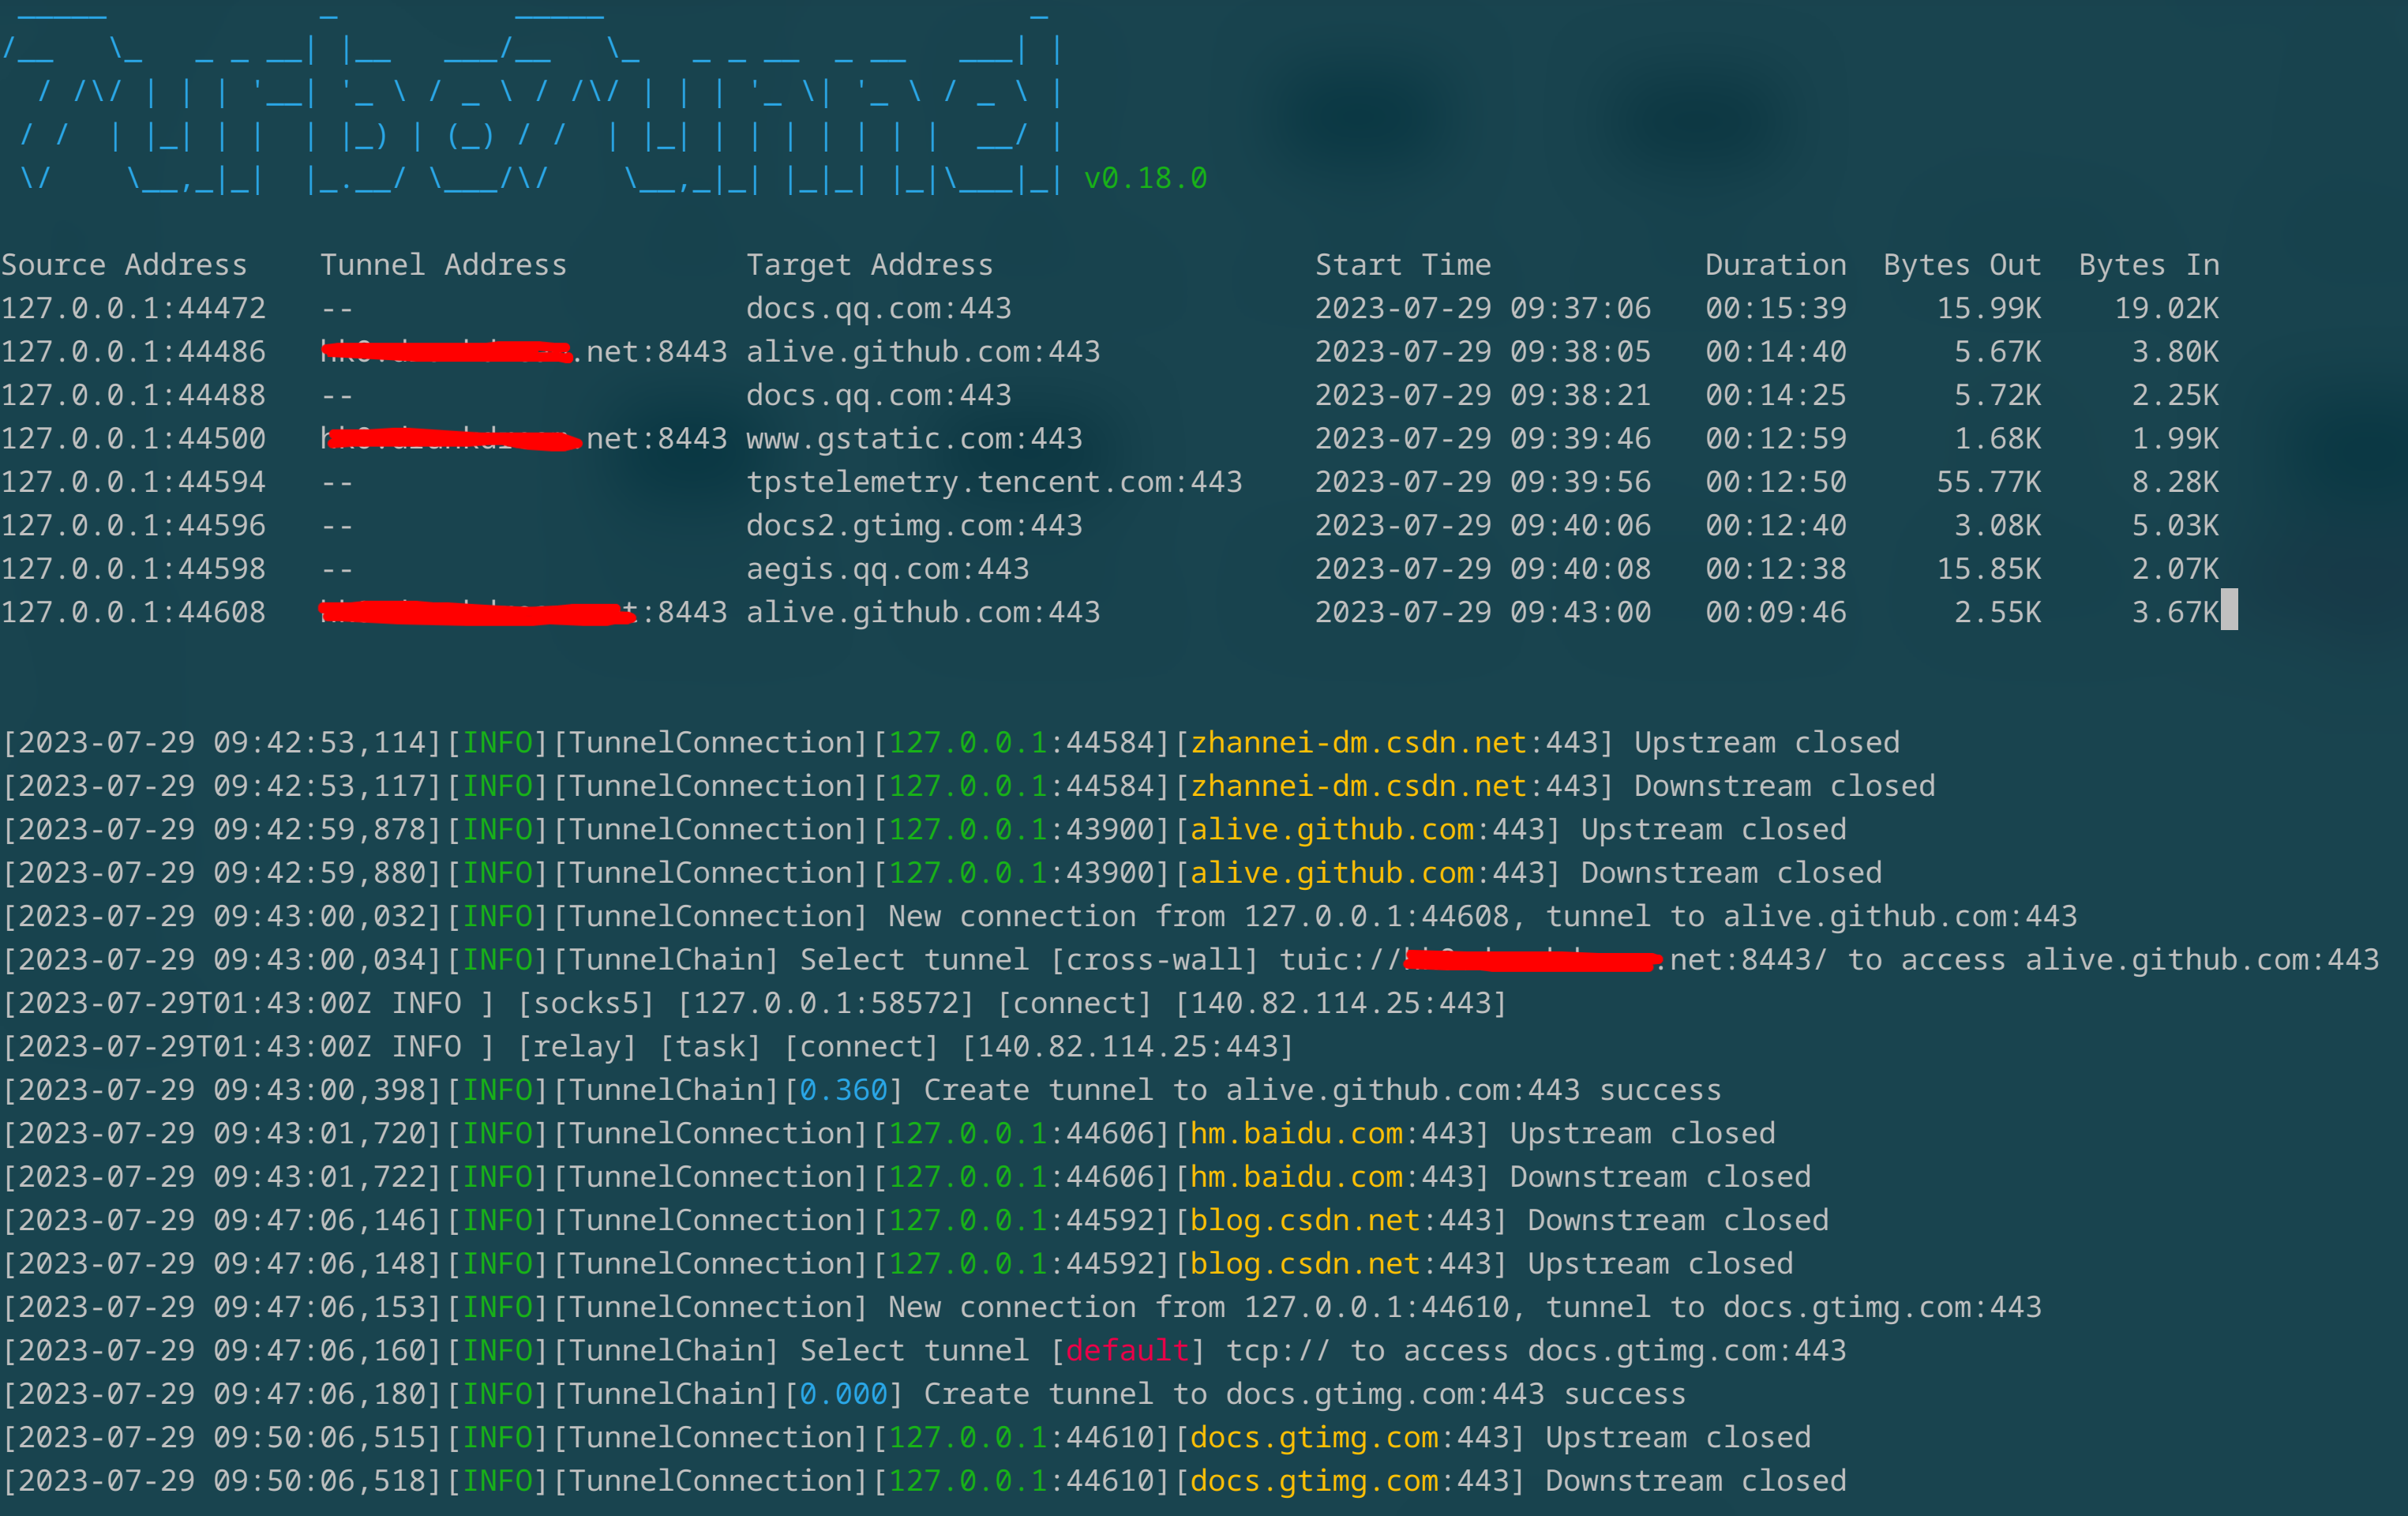 TurboTunnel v0.18.0
Source Address Tunnel Address Target Address Start Time Duration Bytes Out Bytes In
127.0.0.1:44472 -- docs.qq.com:443 2023-07-29 09:37:06 00:15:39 15.99K 19.02K
127.0.0.1:44486 .net:8443 alive.github.com:443 2023-07-29 09:38:05 00:14:40 5.67K 3.80K
127.0.0.1:44488 -- docs.qq.com:443 2023-07-29 09:38:21 00:14:25 5.72K 2.25K
127.0.0.1:44500 net:8443 www.gstatic.com:443 2023-07-29 09:39:46 00:12:59 1.68K 1.99K
127.0.0.1:44594 -- tpstelemetry.tencent.com:443 2023-07-29 09:39:56 00:12:50 55.77K 8.28K
127.0.0.1:44596 -- docs2.gtimg.com:443 2023-07-29 09:40:06 00:12:40 3.08K 5.03K
127.0.0.1:44598 -- aegis.qq.com:443 2023-07-29 09:40:08 00:12:38 15.85K 2.07K
127.0.0.1:44608 :8443 alive.github.com:443 2023-07-29 09:43:00 00:09:46 2.55K 3.67K
[2023-07-29 09:42:53,114][INFO][TunnelConnection][127.0.0.1:44584][zhannei-dm.csdn.net:443] Upstream closed
[2023-07-29 09:42:53,117][INFO][TunnelConnection][127.0.0.1:44584][zhannei-dm.csdn.net:443] Downstream closed
[2023-07-29 09:42:59,878][INFO][TunnelConnection][127.0.0.1:43900][alive.github.com:443] Upstream closed
[2023-07-29 09:42:59,880][INFO][TunnelConnection][127.0.0.1:43900][alive.github.com:443] Downstream closed
[2023-07-29 09:43:00,032][INFO][TunnelConnection] New connection from 127.0.0.1:44608, tunnel to alive.github.com:443
[2023-07-29 09:43:00,034][INFO][TunnelChain] Select tunnel [cross-wall] tuic://.net:8443/ to access alive.github.com:443
[2023-07-29T01:43:00Z INFO ] [socks5] [127.0.0.1:58572] [connect] [140.82.114.25:443]
[2023-07-29T01:43:00Z INFO ] [relay] [task] [connect] [140.82.114.25:443]
[2023-07-29 09:43:00,398][INFO][TunnelChain][0.360] Create tunnel to alive.github.com:443 success
[2023-07-29 09:43:01,720][INFO][TunnelConnection][127.0.0.1:44606][hm.baidu.com:443] Upstream closed
[2023-07-29 09:43:01,722][INFO][TunnelConnection][127.0.0.1:44606][hm.baidu.com:443] Downstream closed
[2023-07-29 09:47:06,146][INFO][TunnelConnection][127.0.0.1:44592][blog.csdn.net:443] Downstream closed
[2023-07-29 09:47:06,148][INFO][TunnelConnection][127.0.0.1:44592][blog.csdn.net:443] Upstream closed
[2023-07-29 09:47:06,153][INFO][TunnelConnection] New connection from 127.0.0.1:44610, tunnel to docs.gtimg.com:443
[2023-07-29 09:47:06,160][INFO][TunnelChain] Select tunnel [default] tcp:// to access docs.gtimg.com:443
[2023-07-29 09:47:06,180][INFO][TunnelChain][0.000] Create tunnel to docs.gtimg.com:443 success
[2023-07-29 09:50:06,515][INFO][TunnelConnection][127.0.0.1:44610][docs.gtimg.com:443] Upstream closed
[2023-07-29 09:50:06,518][INFO][TunnelConnection][127.0.0.1:44610][docs.gtimg.com:443] Downstream closed